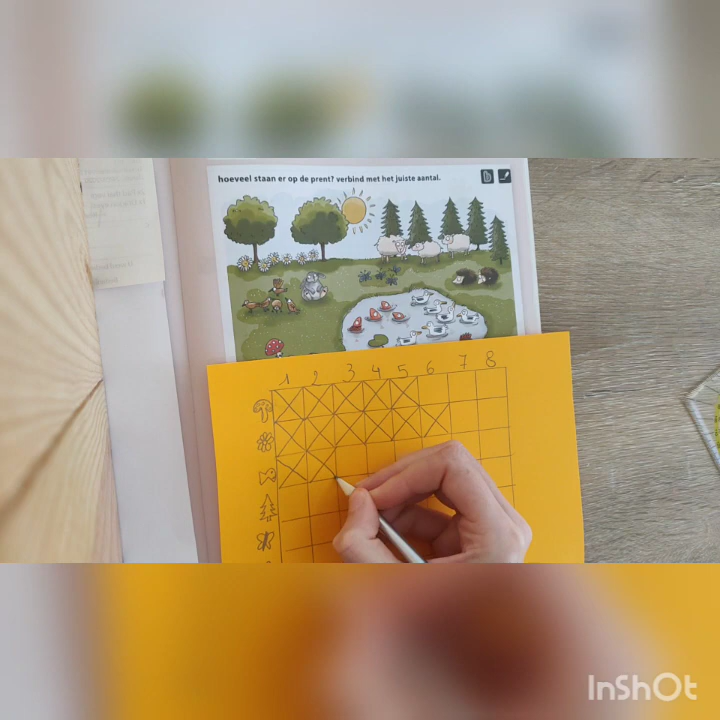 hoeveel staan er op de prent? verbind met het juiste aantal.
1 2 3 4 5 6 7 8
InShOt